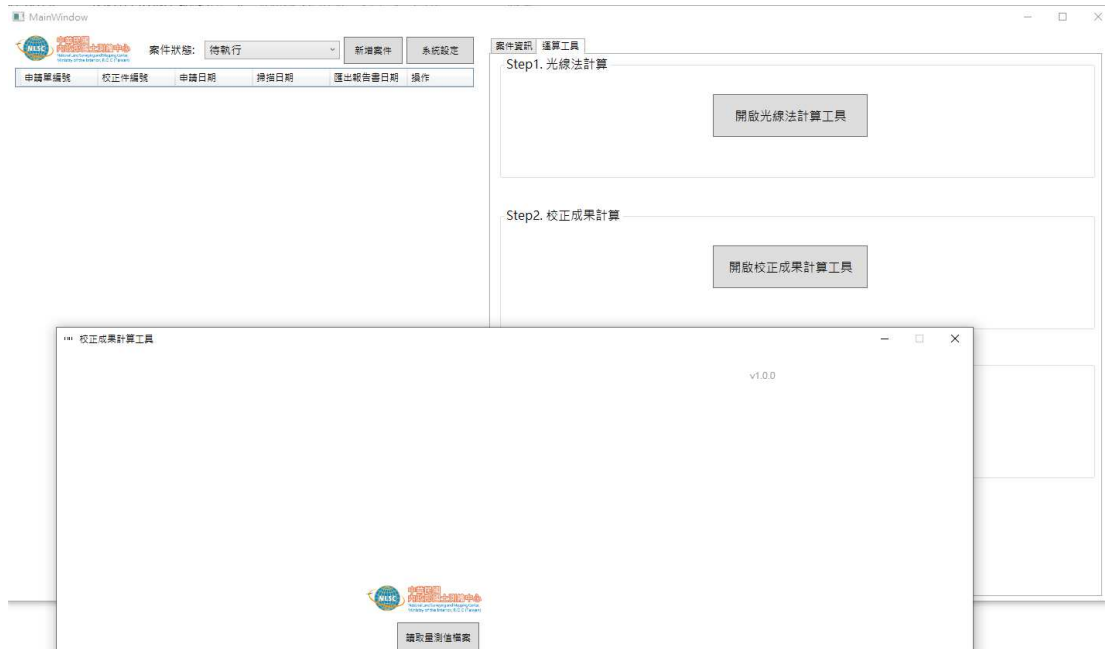 MainWindow
NLSC
案件狀態:
待執行
新增案件
系統設定
案件資訊
運算工具
申請單編號
校正件編號
申請日期
掃描日期
匯出報告書日期
操作
Step1. 光線法計算
開啟光線法計算工具
Step2. 校正成果計算
開啟校正成果計算工具
校正成果計算工具
v1.0.0
NLSC
讀取量測值檔案